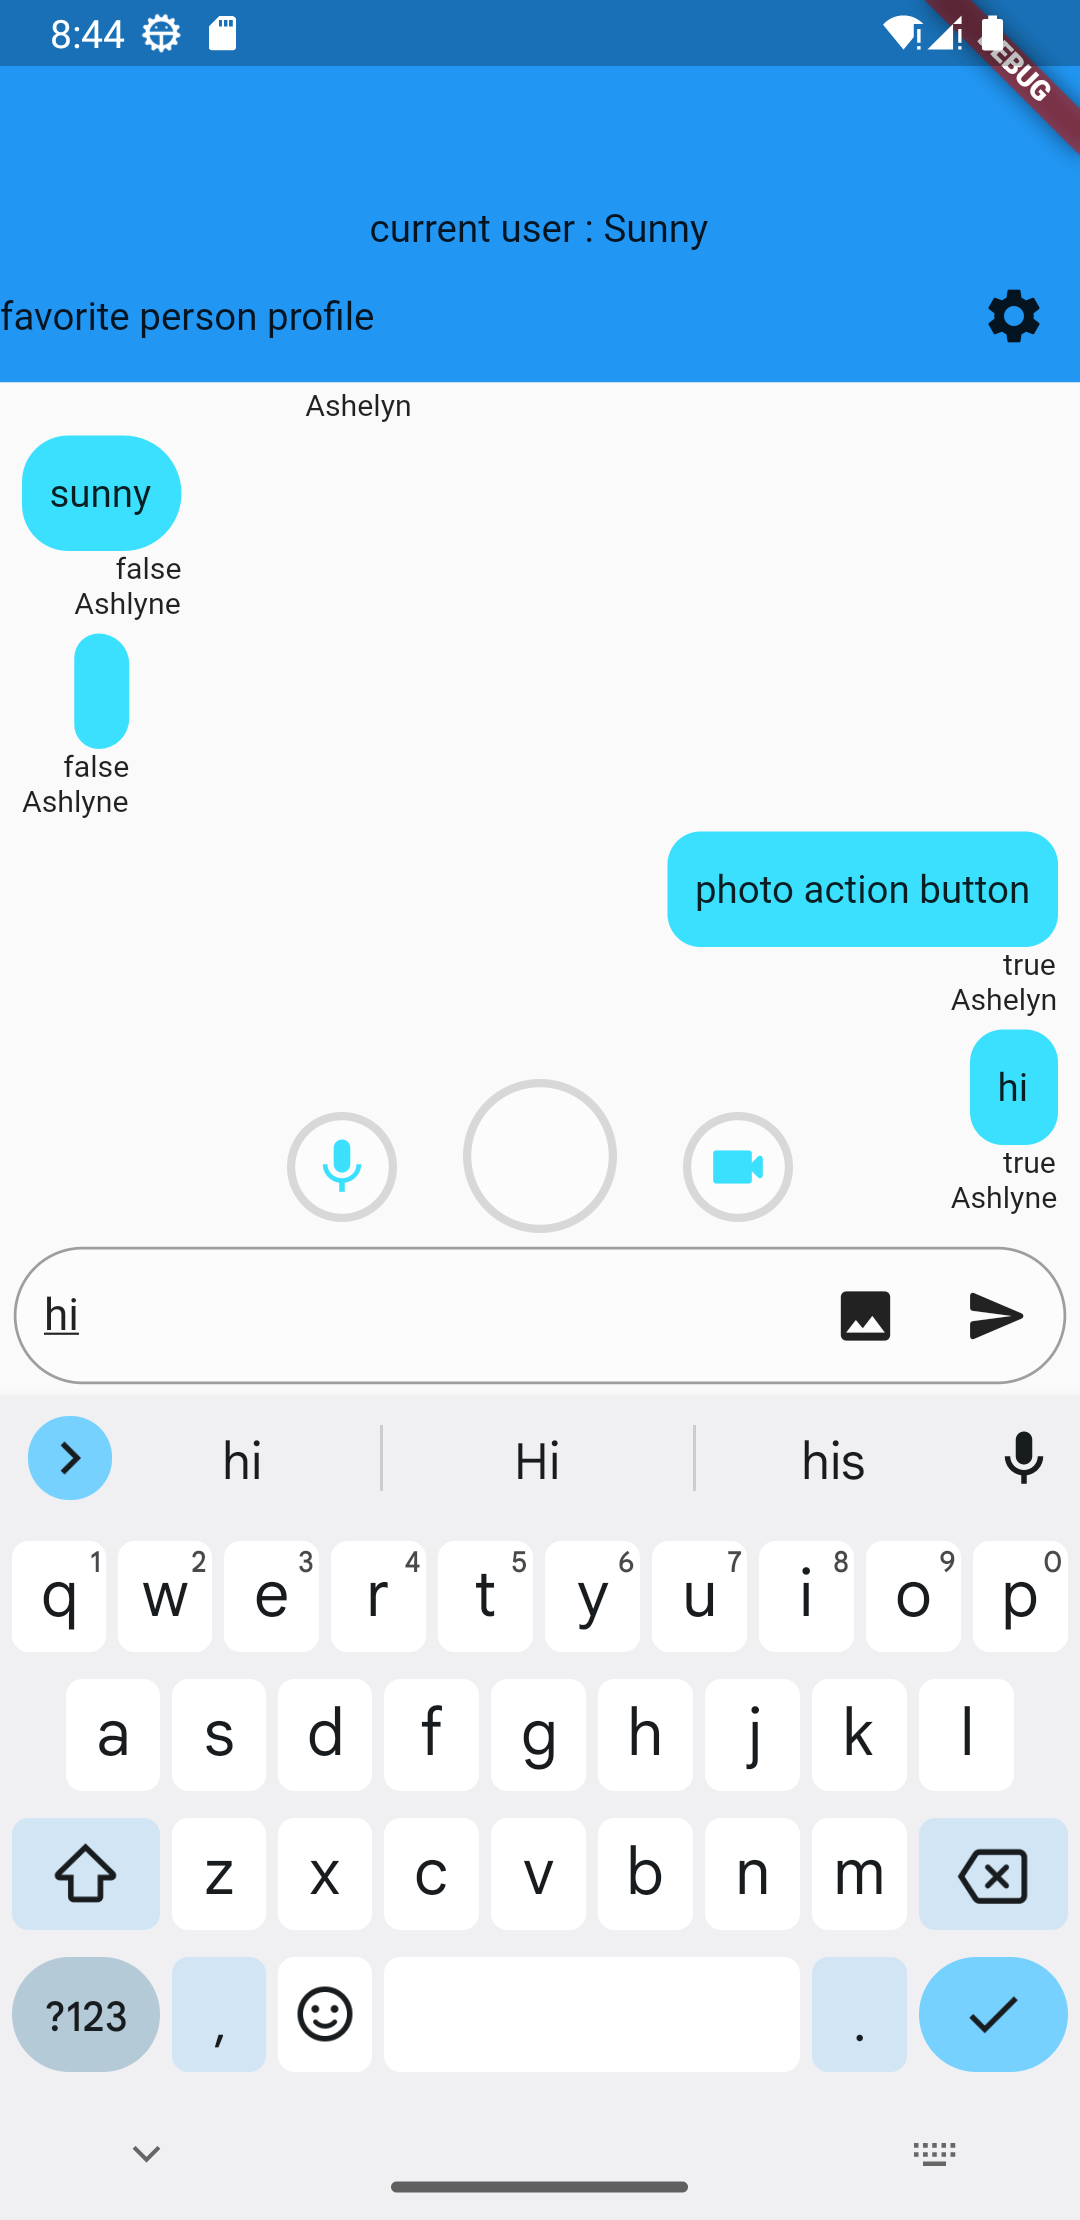 8:44
DEBUG
current user : Sunny
favorite person profile
Ashelyn
sunny
false
Ashlyne
false
Ashlyne
photo action button
true
Ashelyn
hi
true
Ashlyne
hi
hi Hi his
q 1 w 2 e 3 r 4 t 5 y 6 u 7 i 8 o 9 p 0
a s d f g h j k l
z x c v b n m
?123 , .